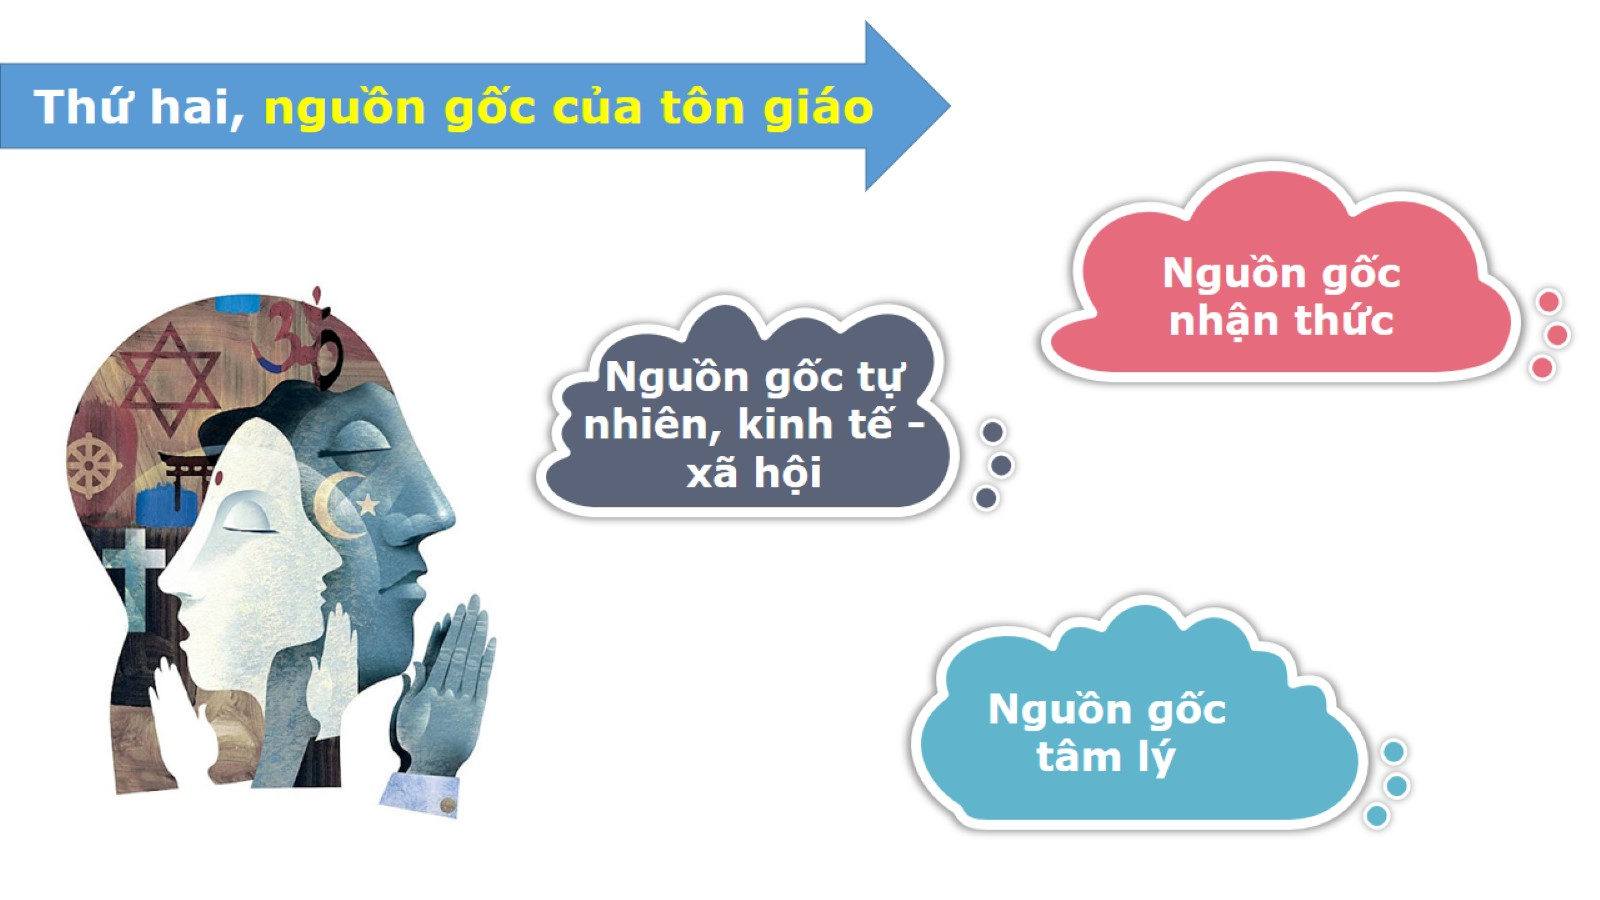 Thứ hai, nguồn gốc của tôn giáo
Nguồn gốc
nhận thức
Nguồn gốc tự
nhiên, kinh tế –
xã hội
Nguồn gốc
tâm lý